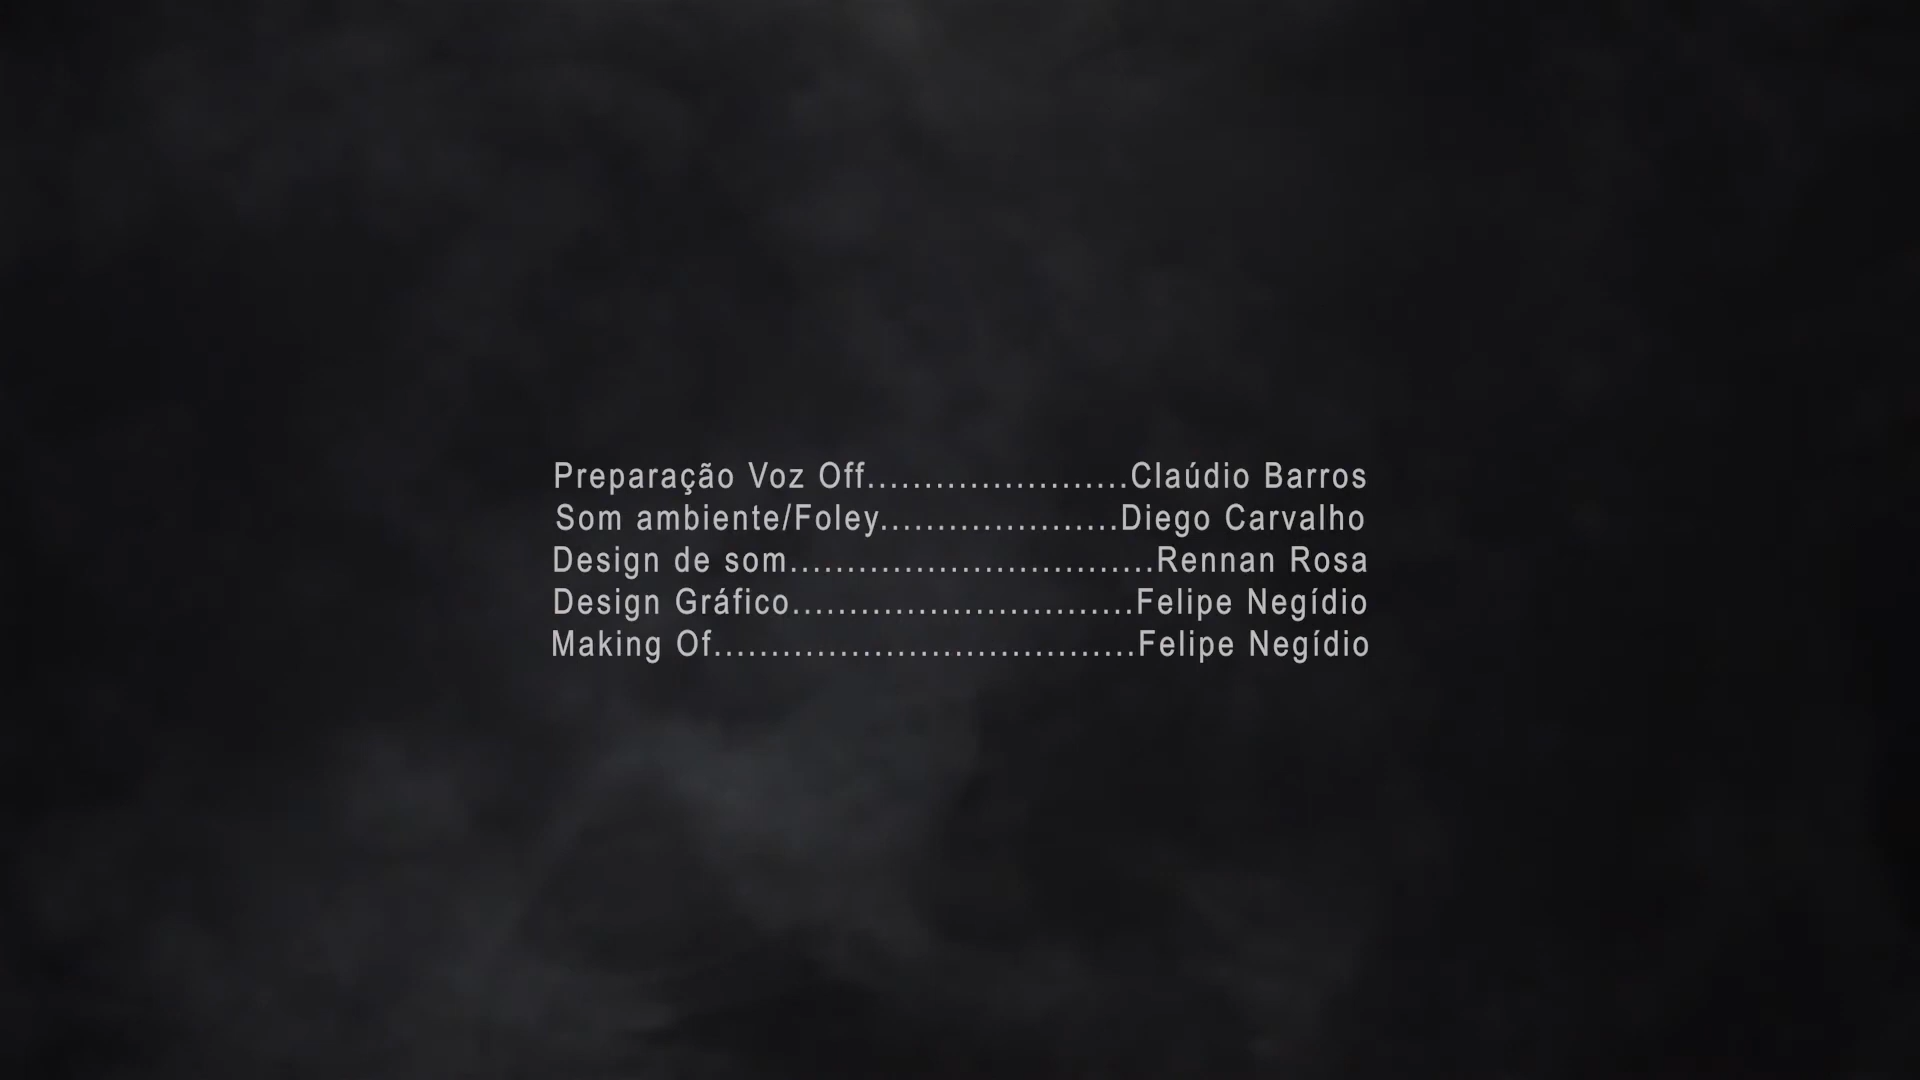 Preparação Voz Off.......................Claúdio Barros
Som ambiente/Foley.....................Diego Carvalho
Design de som................................Rennan Rosa
Design Gráfico..............................Felipe Negídio
Making Of.....................................Felipe Negídio